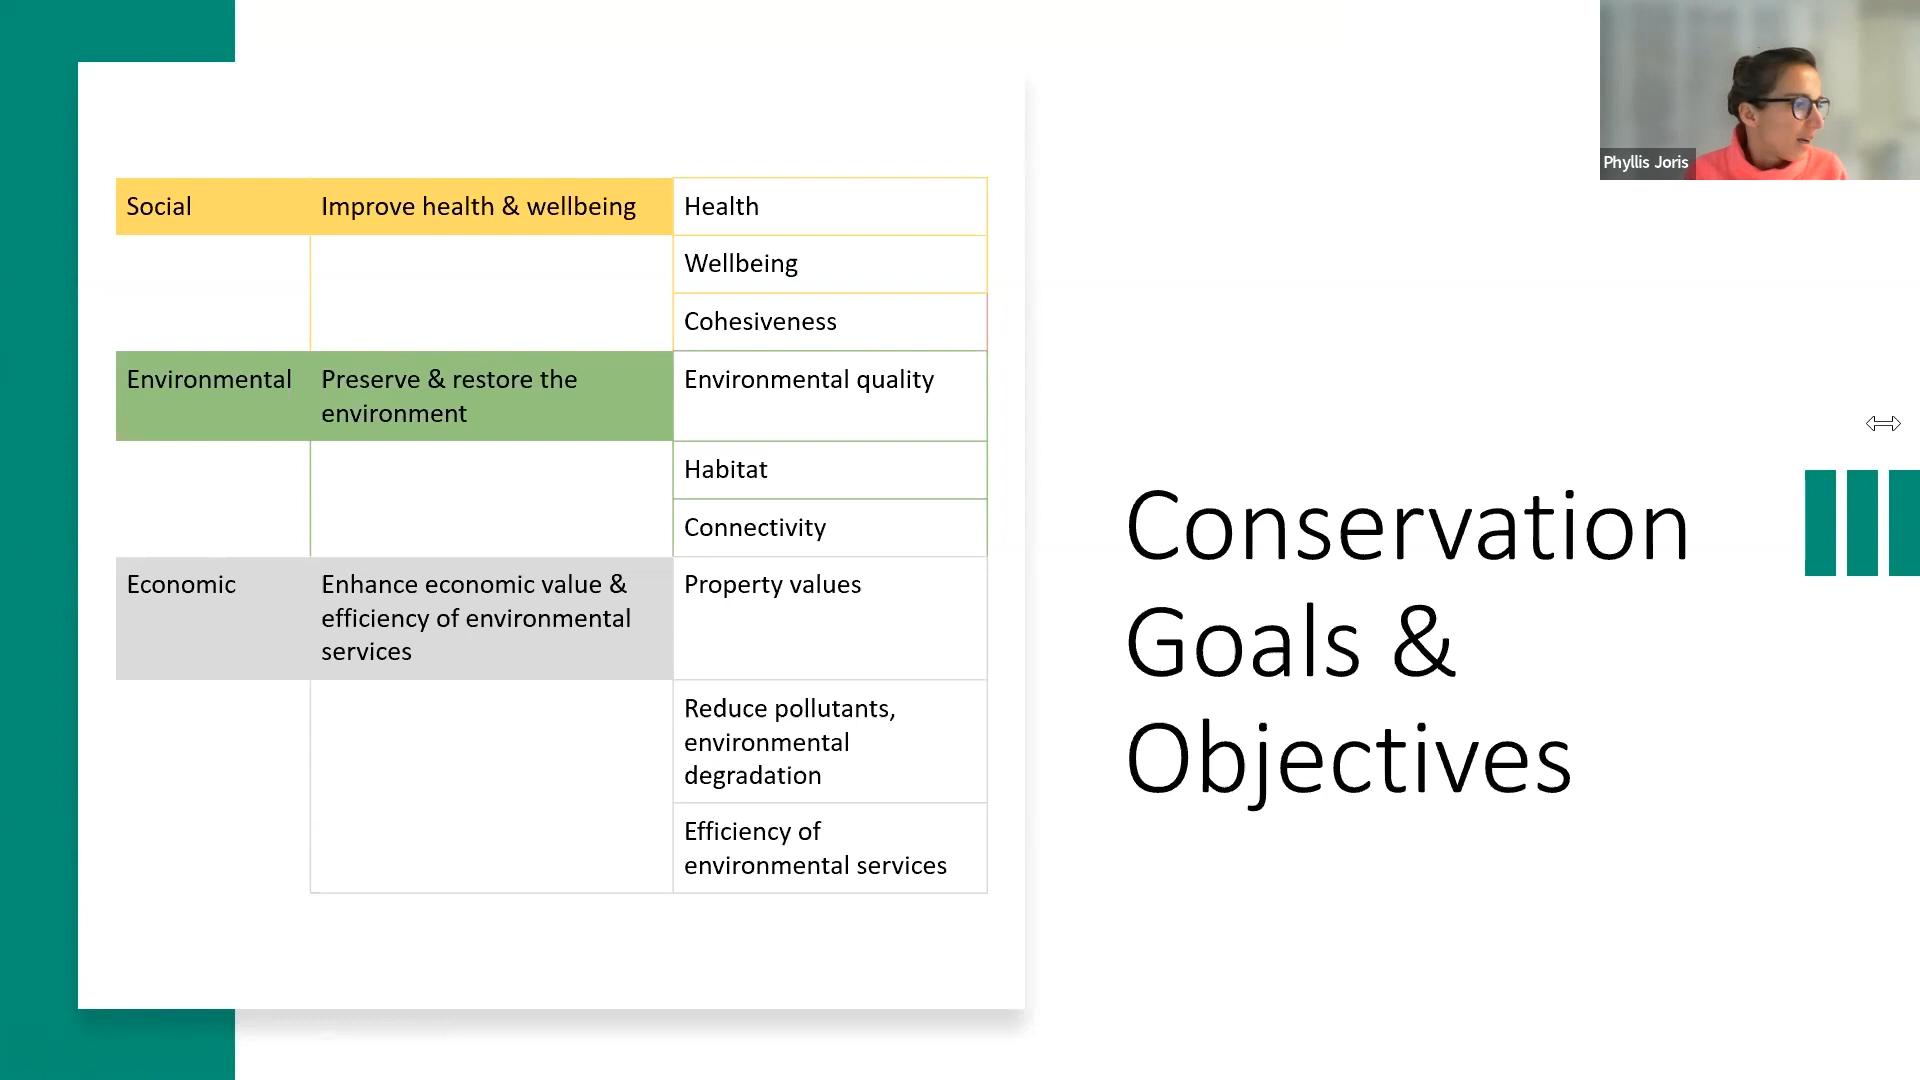 Social
Improve health & wellbeing
Health
Wellbeing
Cohesiveness
Environmental
Preserve & restore the
environment
Environmental quality
Habitat
Connectivity
Economic
Enhance economic value &
efficiency of environmental
services
Property values
Reduce pollutants,
environmental
degradation
Efficiency of
environmental services
Conservation
Goals &
Objectives
Phyllis Joris